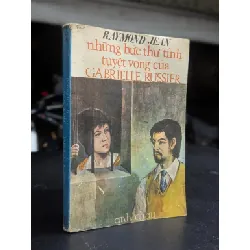 RAYMOND JEAN
những bức thư tình
tuyệt vọng của
GABRIELLE RUSSIER